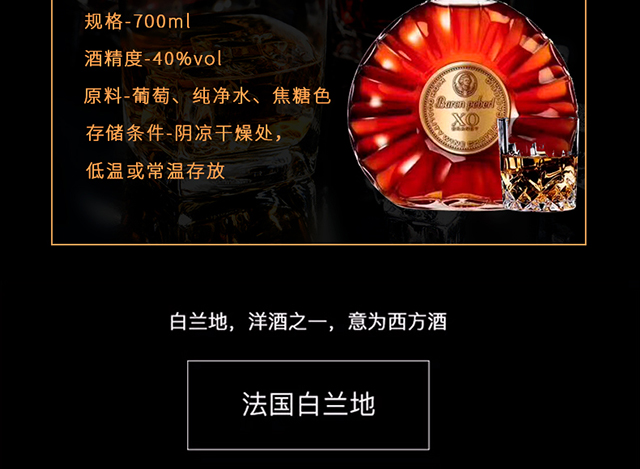 规格-700ml
酒精度-40%vol
原料-葡萄、纯净水、焦糖色
存储条件-阴凉干燥处，
低温或常温存放
XO
BRANDY
白兰地，洋酒之一，意为西方酒
法国白兰地